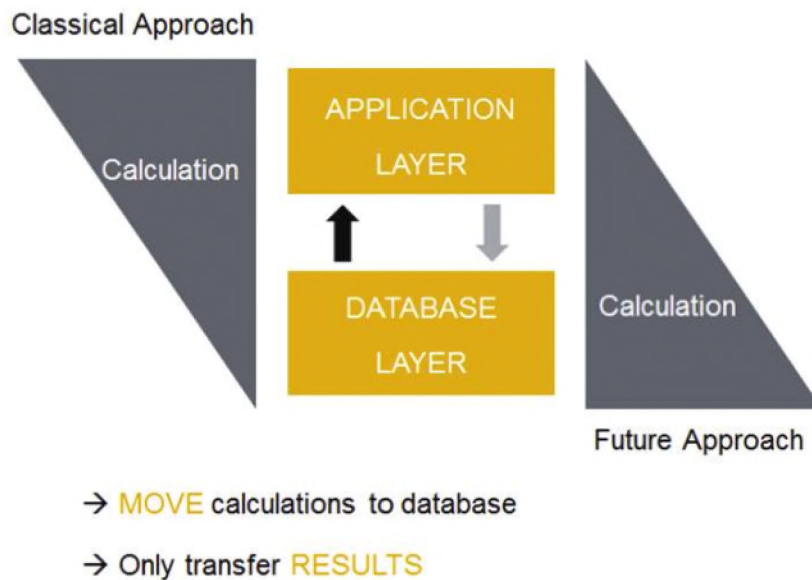 Classical Approach
Calculation
APPLICATION
LAYER
DATABASE
LAYER
Calculation
Future Approach
→ MOVE calculations to database
→ Only transfer RESULTS